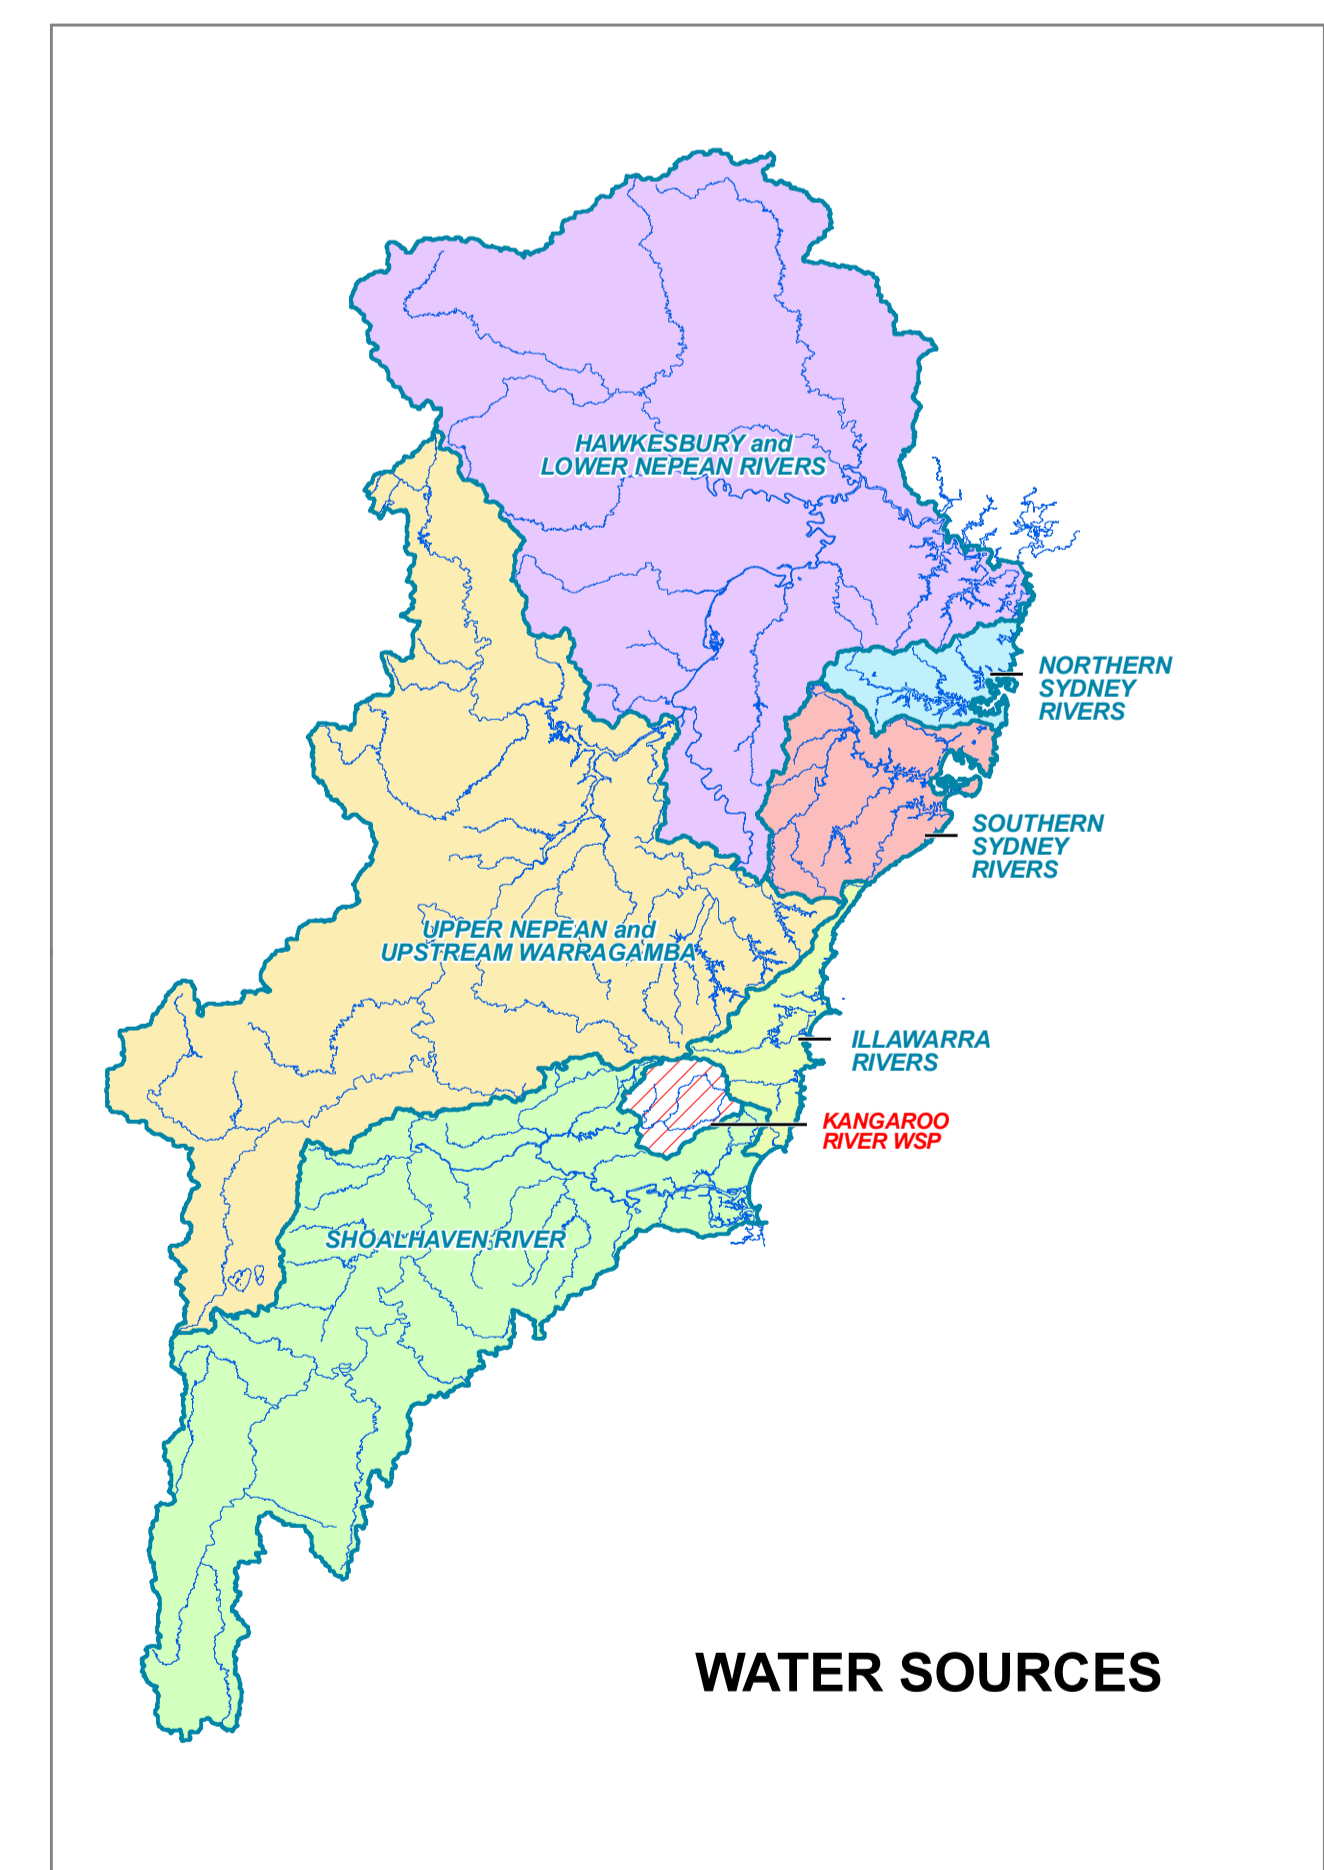 HAWKESBURY and
LOWER NEPEAN RIVERS
NORTHERN
SYDNEY
RIVERS
SOUTHERN
SYDNEY
RIVERS
UPPER NEPEAN and
UPSTREAM WARRAGAMBA
ILLAWARRA
RIVERS
KANGAROO
RIVER WSP
SHOALHAVEN RIVER
WATER SOURCES